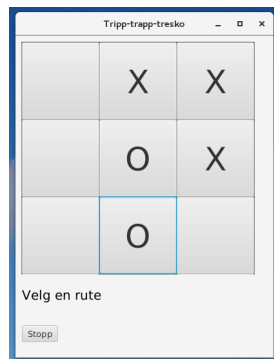 Tripp-trapp-tresko
X X
O X
O
Velg en rute
Stopp